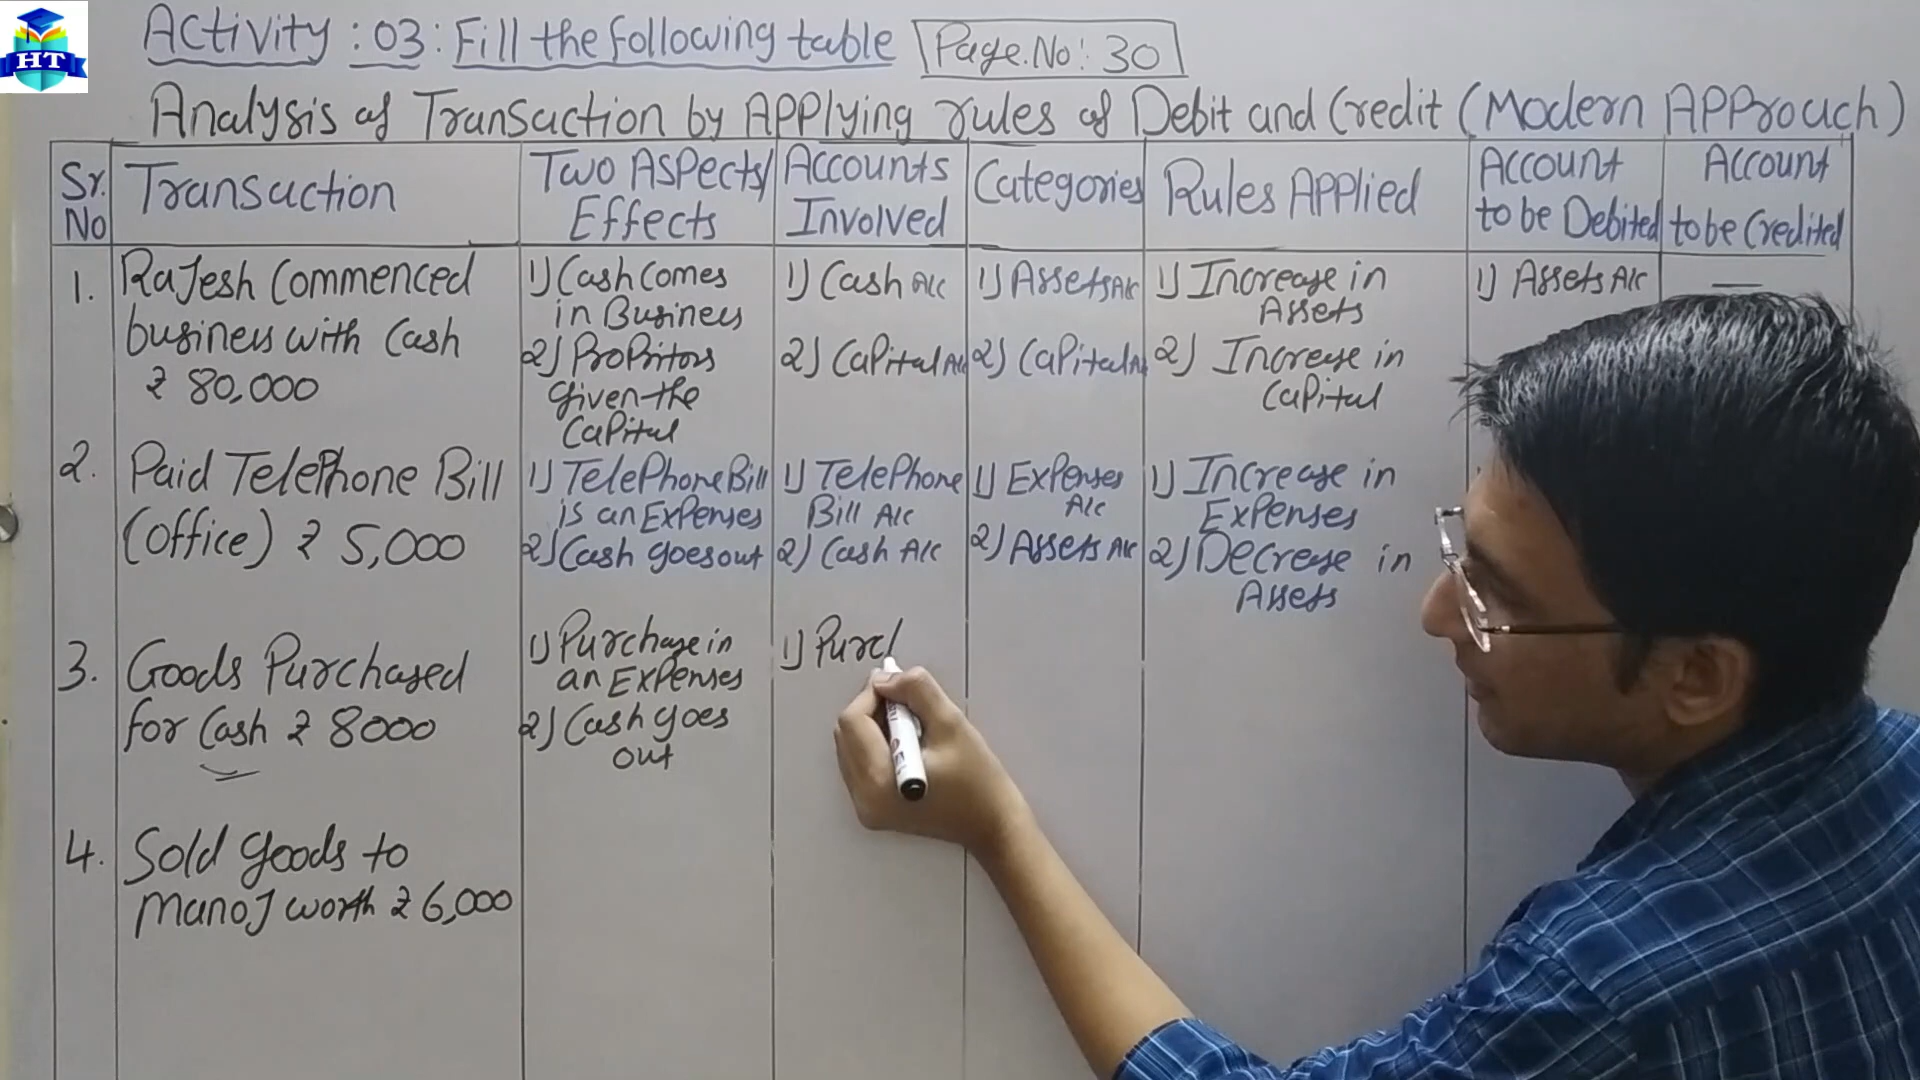 HT
Activity : 03 : Fill the following table Page.No: 30
Analysis of Transaction by Applying rules of Debit and Credit (Modern Approach)
Sr. No
Transaction
Two Aspects/
Effects
Accounts
Involved
Categories
Rules Applied
Account
to be Debited
Account
to be Credited
1.
Rajesh Commenced
business with Cash
₹ 80,000
1) Cash Comes
in Business
2) Propritors
given the
Capital
1) Cash A/c
2) Capital A/c
1) Assets A/c
2) Capital A/c
1) Increase in
Assets
2) Increase in
Capital
1) Assets A/c
—
2.
Paid Telephone Bill
(office) ₹ 5,000
1) Telephone Bill
is an Expenses
2) Cash goes out
1) Telephone
Bill A/c
2) Cash A/c
1) Expenses
A/c
2) Assets A/c
1) Increase in
Expenses
2) Decrease in
Assets
3.
Goods Purchased
for Cash ₹ 8000
1) Purchase in
an Expenses
2) Cash goes
out
1) Purc
4.
Sold goods to
Manoj worth ₹ 6,000